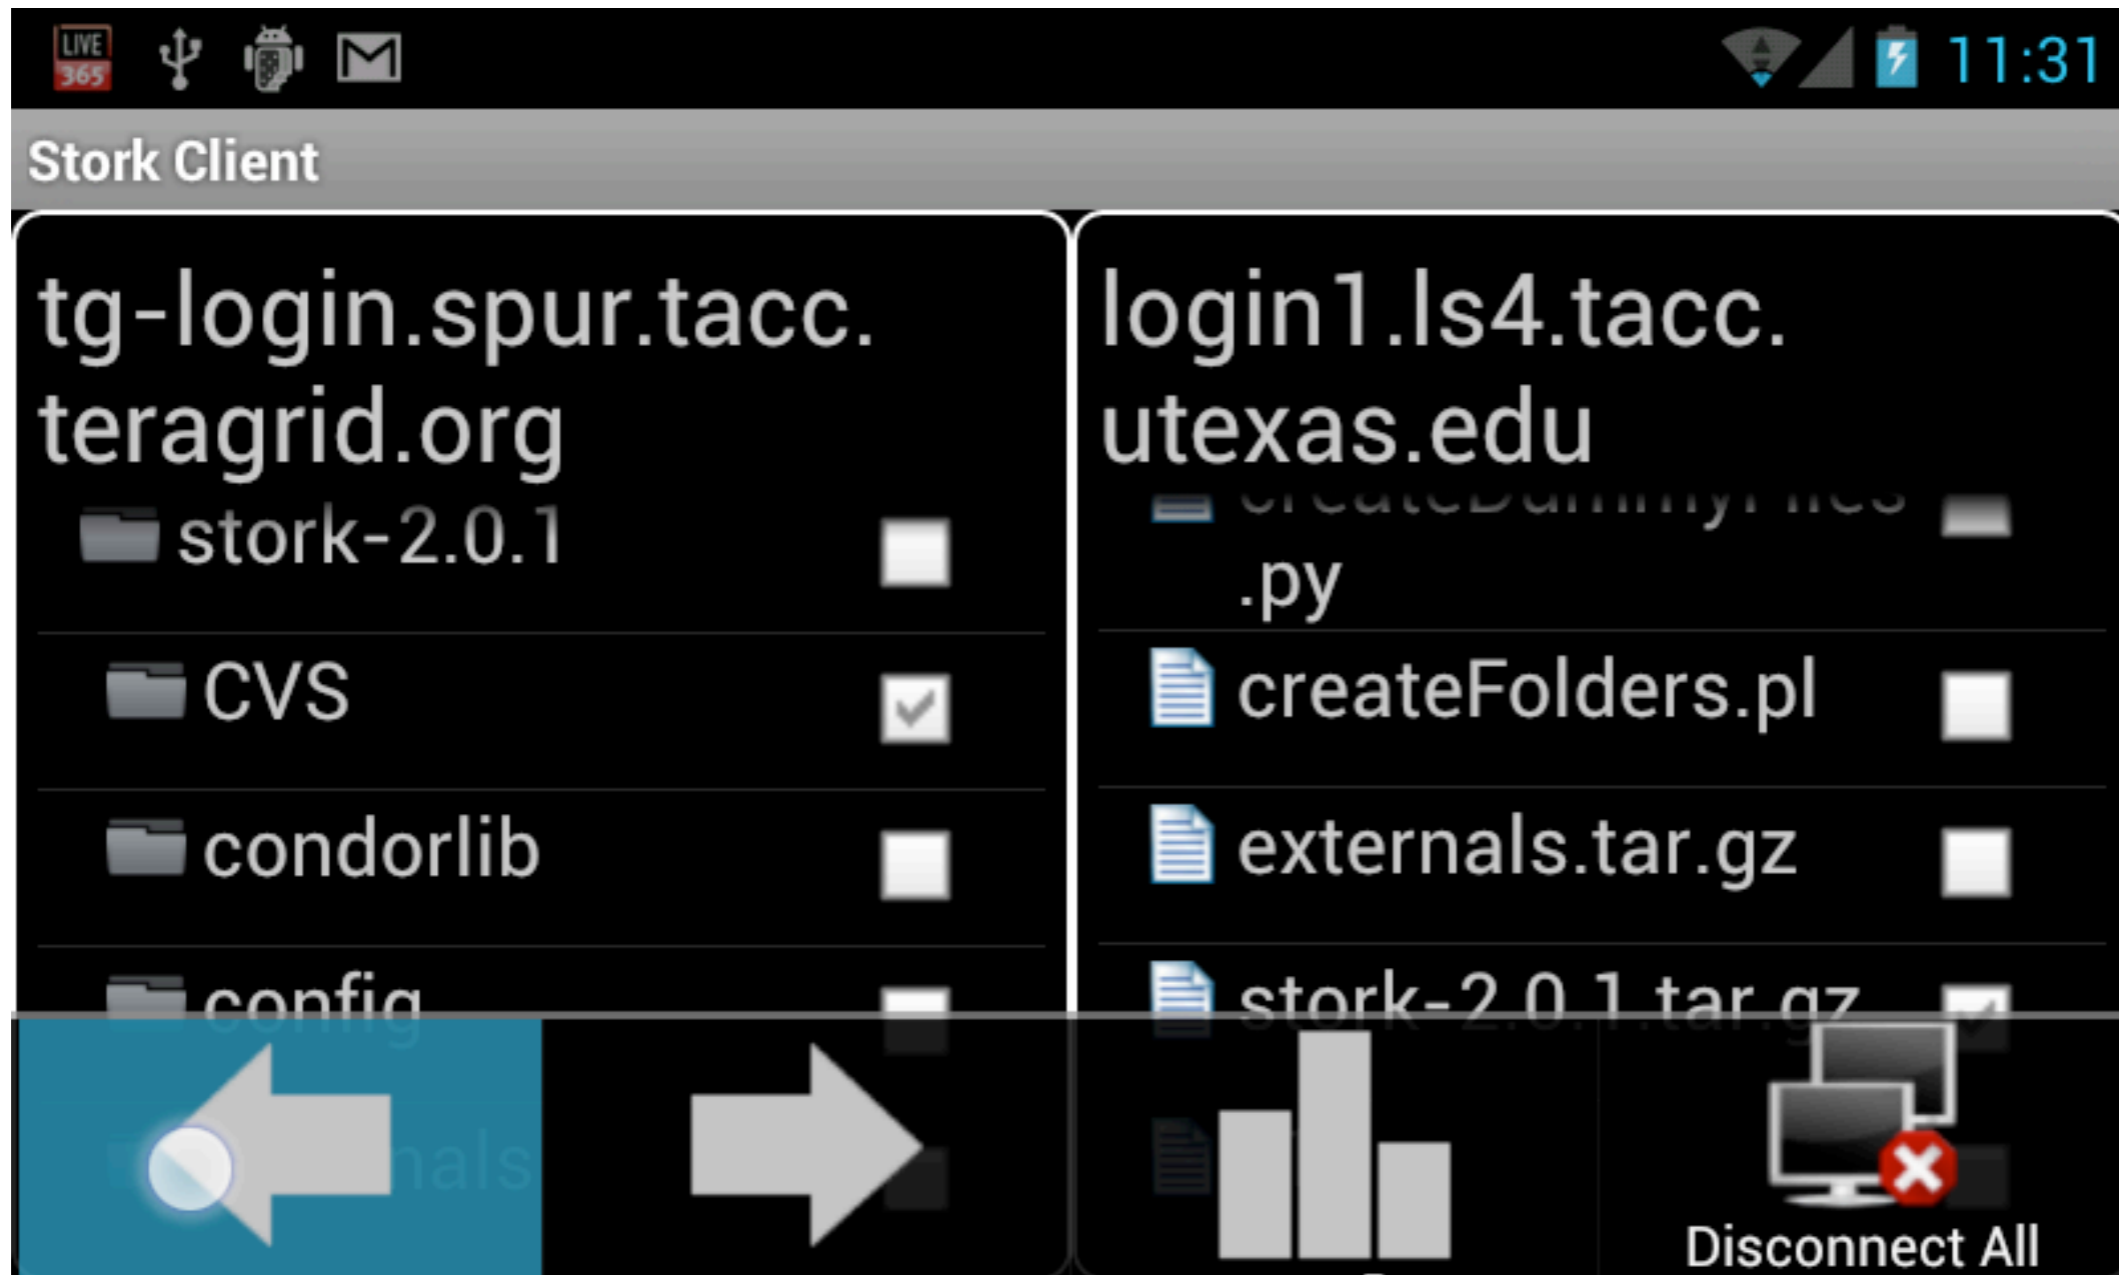 LIVE
365
11:31
Stork Client
tg-login.spur.tacc.
teragrid.org
stork-2.0.1
CVS
condorlib
config
login1.ls4.tacc.
utexas.edu
createDummyFiles
.py
createFolders.pl
externals.tar.gz
stork-2.0.1.tar.gz
Disconnect All